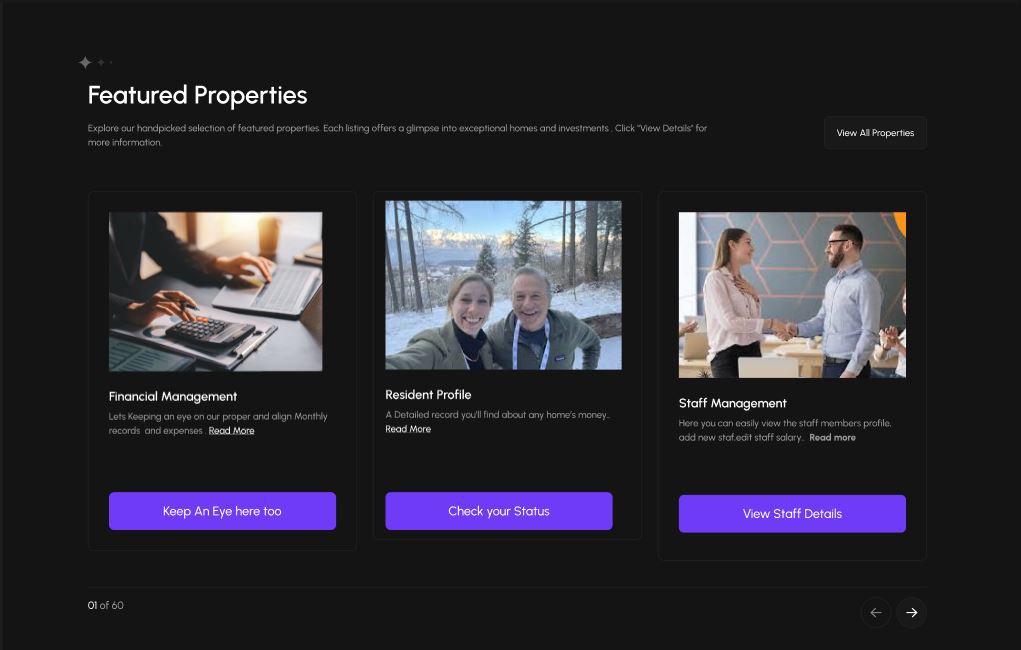 Featured Properties
Explore our handpicked selection of featured properties. Each listing offers a glimpse into exceptional homes and investments . Click "View Details" for
more information.
View All Properties
Financial Management
Lets Keeping an eye on our proper and align Monthly
records and expenses . Read More
Keep An Eye here too
Resident Profile
A Detailed record you'll find about any home's money..
Read More
Check your Status
Staff Management
Here you can easily view the staff members profile,
add new staf,edit staff salary.. Read more
View Staff Details
01 of 60